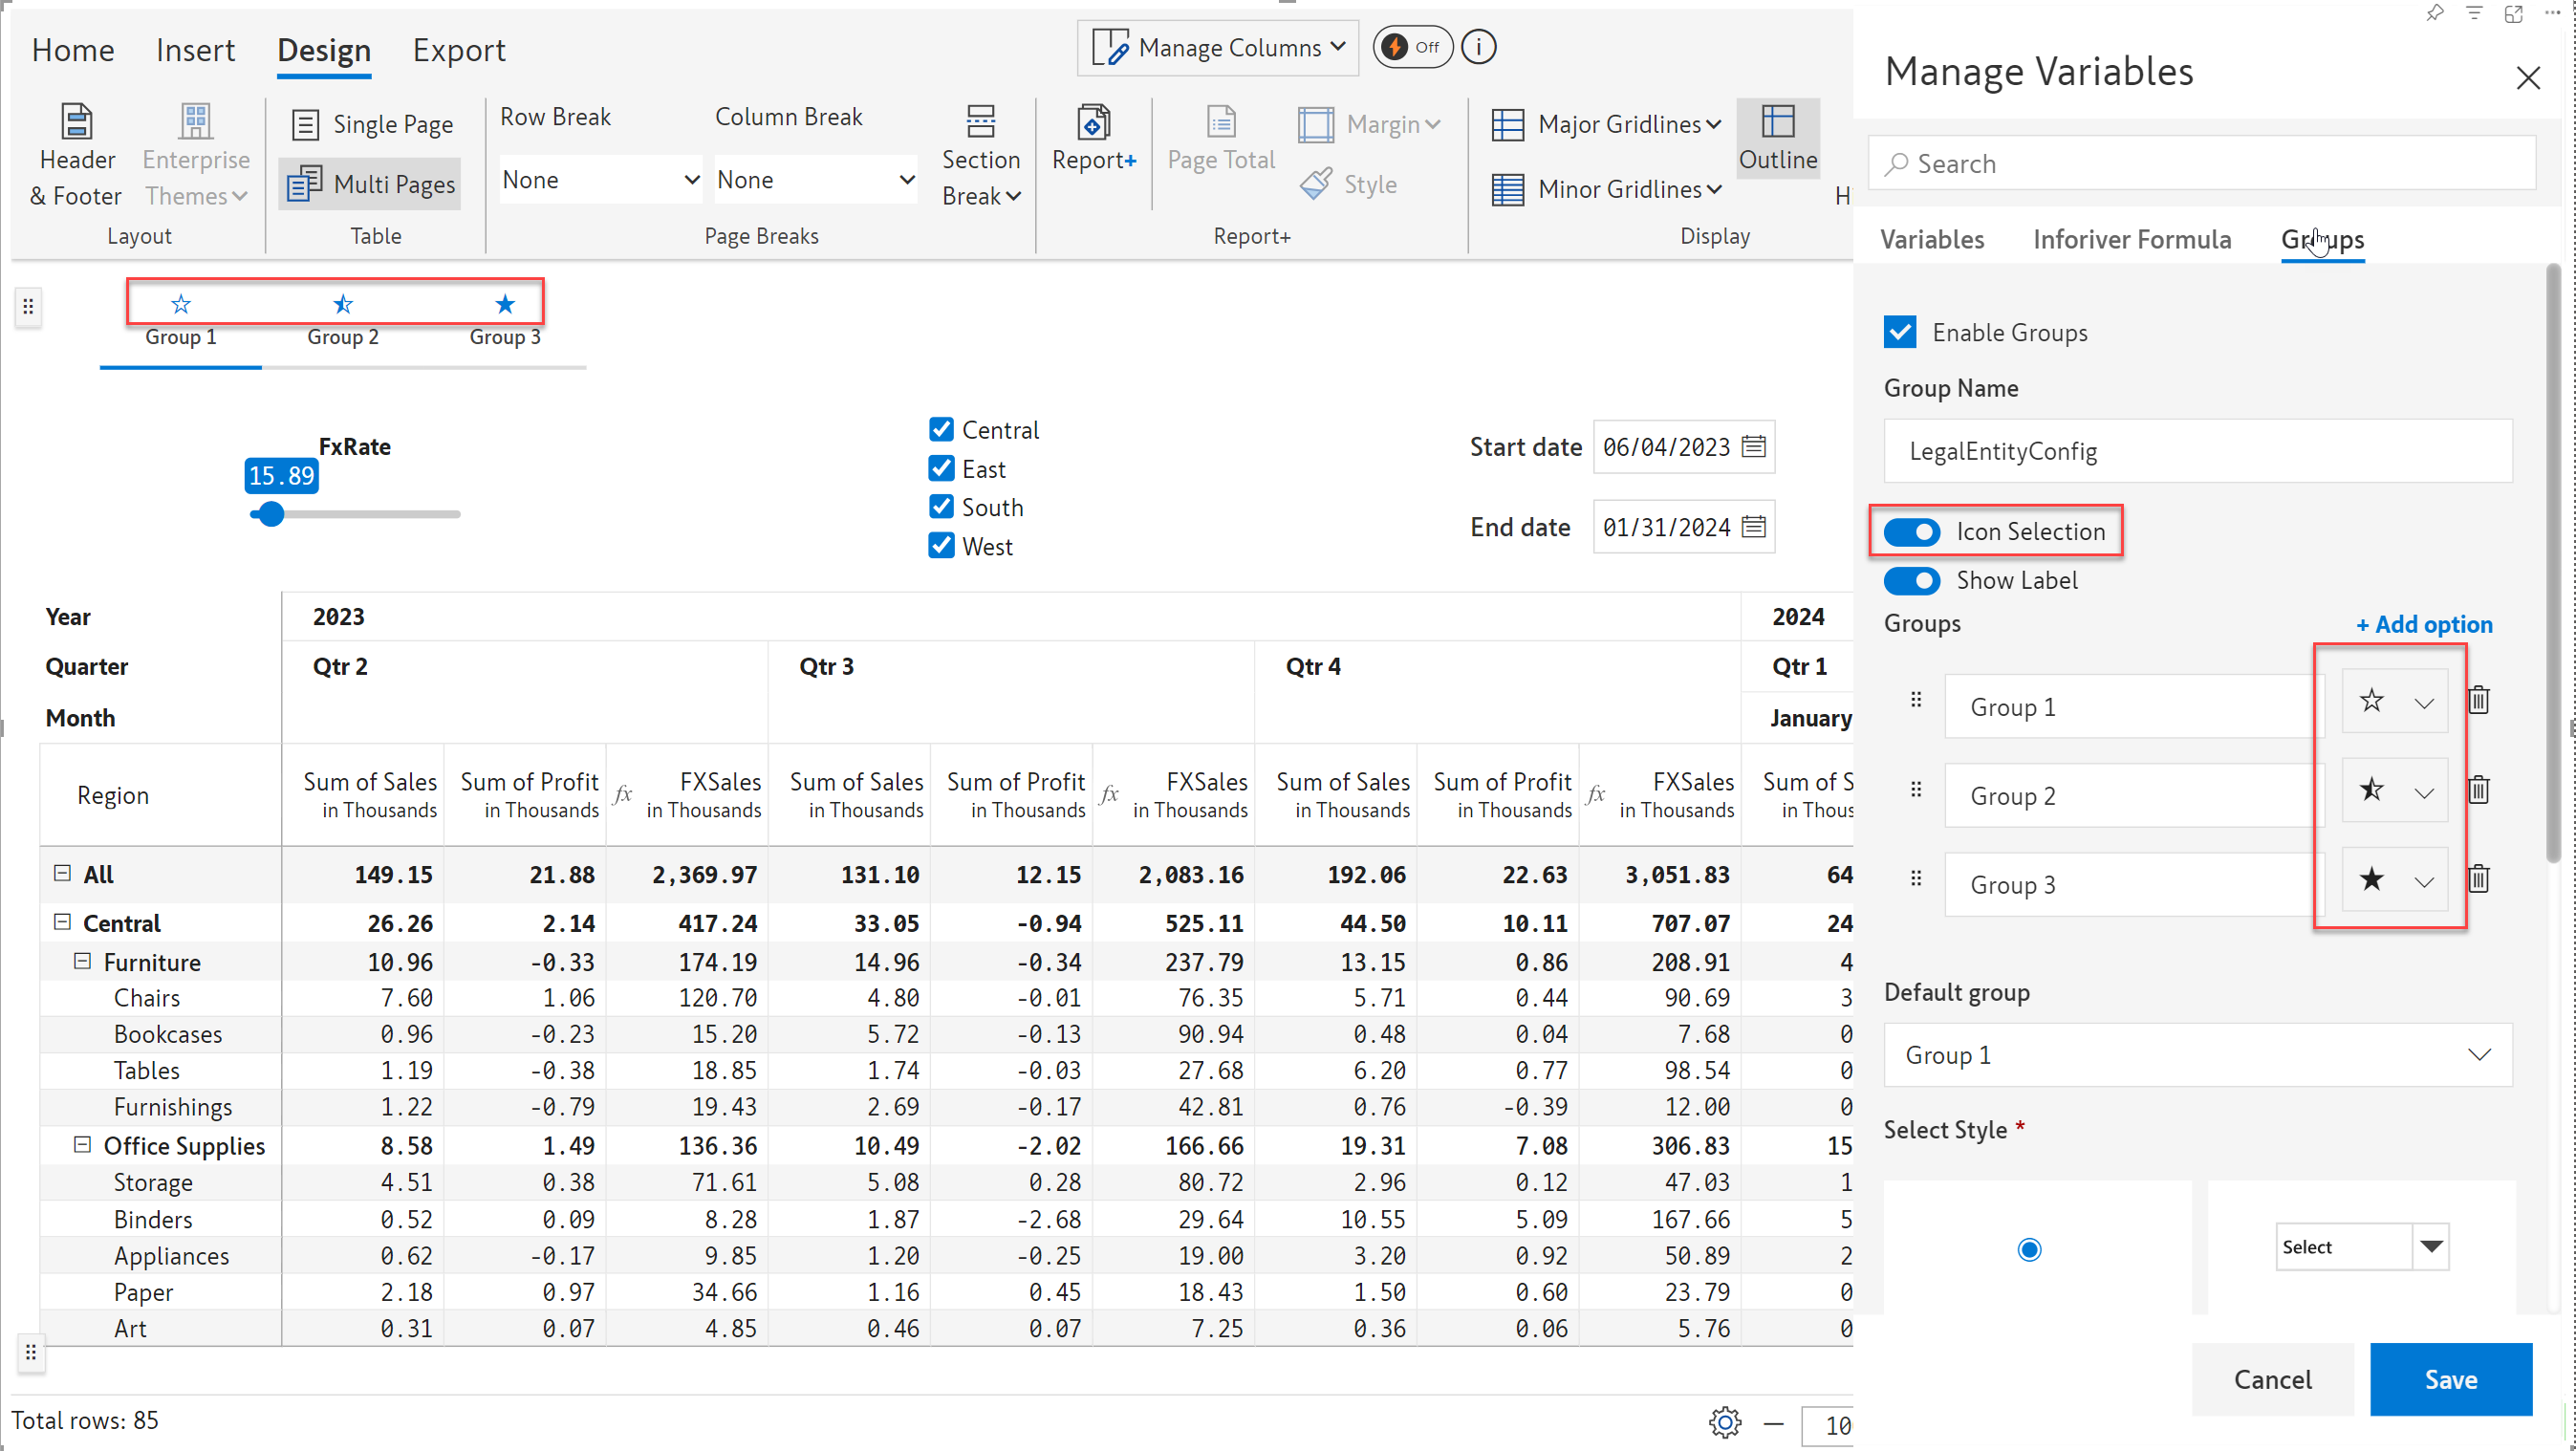 Home Insert Design Export
Manage Columns Off i
Header & Footer
Enterprise Themes
Layout
Single Page
Multi Pages
Table
Row Break Column Break
None None
Section Break
Page Breaks
Report+
Page Total
Margin
Style
Report+
Major Gridlines
Minor Gridlines
Outline
H
Display
Group 1 Group 2 Group 3
FxRate
15.89
Central
East
South
West
Start date 06/04/2023
End date 01/31/2024
Year 2023 2024
Quarter Qtr 2 Qtr 3 Qtr 4 Qtr 1
Month January
Region Sum of Sales in Thousands Sum of Profit in Thousands fx FXSales in Thousands Sum of Sales in Thousands Sum of Profit in Thousands fx FXSales in Thousands Sum of Sales in Thousands Sum of Profit in Thousands fx FXSales in Thousands Sum of S in Thous
All 149.15 21.88 2,369.97 131.10 12.15 2,083.16 192.06 22.63 3,051.83 64
Central 26.26 2.14 417.24 33.05 -0.94 525.11 44.50 10.11 707.07 24
Furniture 10.96 -0.33 174.19 14.96 -0.34 237.79 13.15 0.86 208.91 4
Chairs 7.60 1.06 120.70 4.80 -0.01 76.35 5.71 0.44 90.69 3
Bookcases 0.96 -0.23 15.20 5.72 -0.13 90.94 0.48 0.04 7.68 0
Tables 1.19 -0.38 18.85 1.74 -0.03 27.68 6.20 0.77 98.54 0
Furnishings 1.22 -0.79 19.43 2.69 -0.17 42.81 0.76 -0.39 12.00 0
Office Supplies 8.58 1.49 136.36 10.49 -2.02 166.66 19.31 7.08 306.83 15
Storage 4.51 0.38 71.61 5.08 0.28 80.72 2.96 0.12 47.03 1
Binders 0.52 0.09 8.28 1.87 -2.68 29.64 10.55 5.09 167.66 5
Appliances 0.62 -0.17 9.85 1.20 -0.25 19.00 3.20 0.92 50.89 2
Paper 2.18 0.97 34.66 1.16 0.45 18.43 1.50 0.60 23.79 0
Art 0.31 0.07 4.85 0.46 0.07 7.25 0.36 0.06 5.76 0
Total rows: 85
10
Manage Variables
Search
Variables Inforiver Formula Groups
Enable Groups
Group Name
LegalEntityConfig
Icon Selection
Show Label
Groups + Add option
Group 1
Group 2
Group 3
Default group
Group 1
Select Style *
Select
Cancel Save